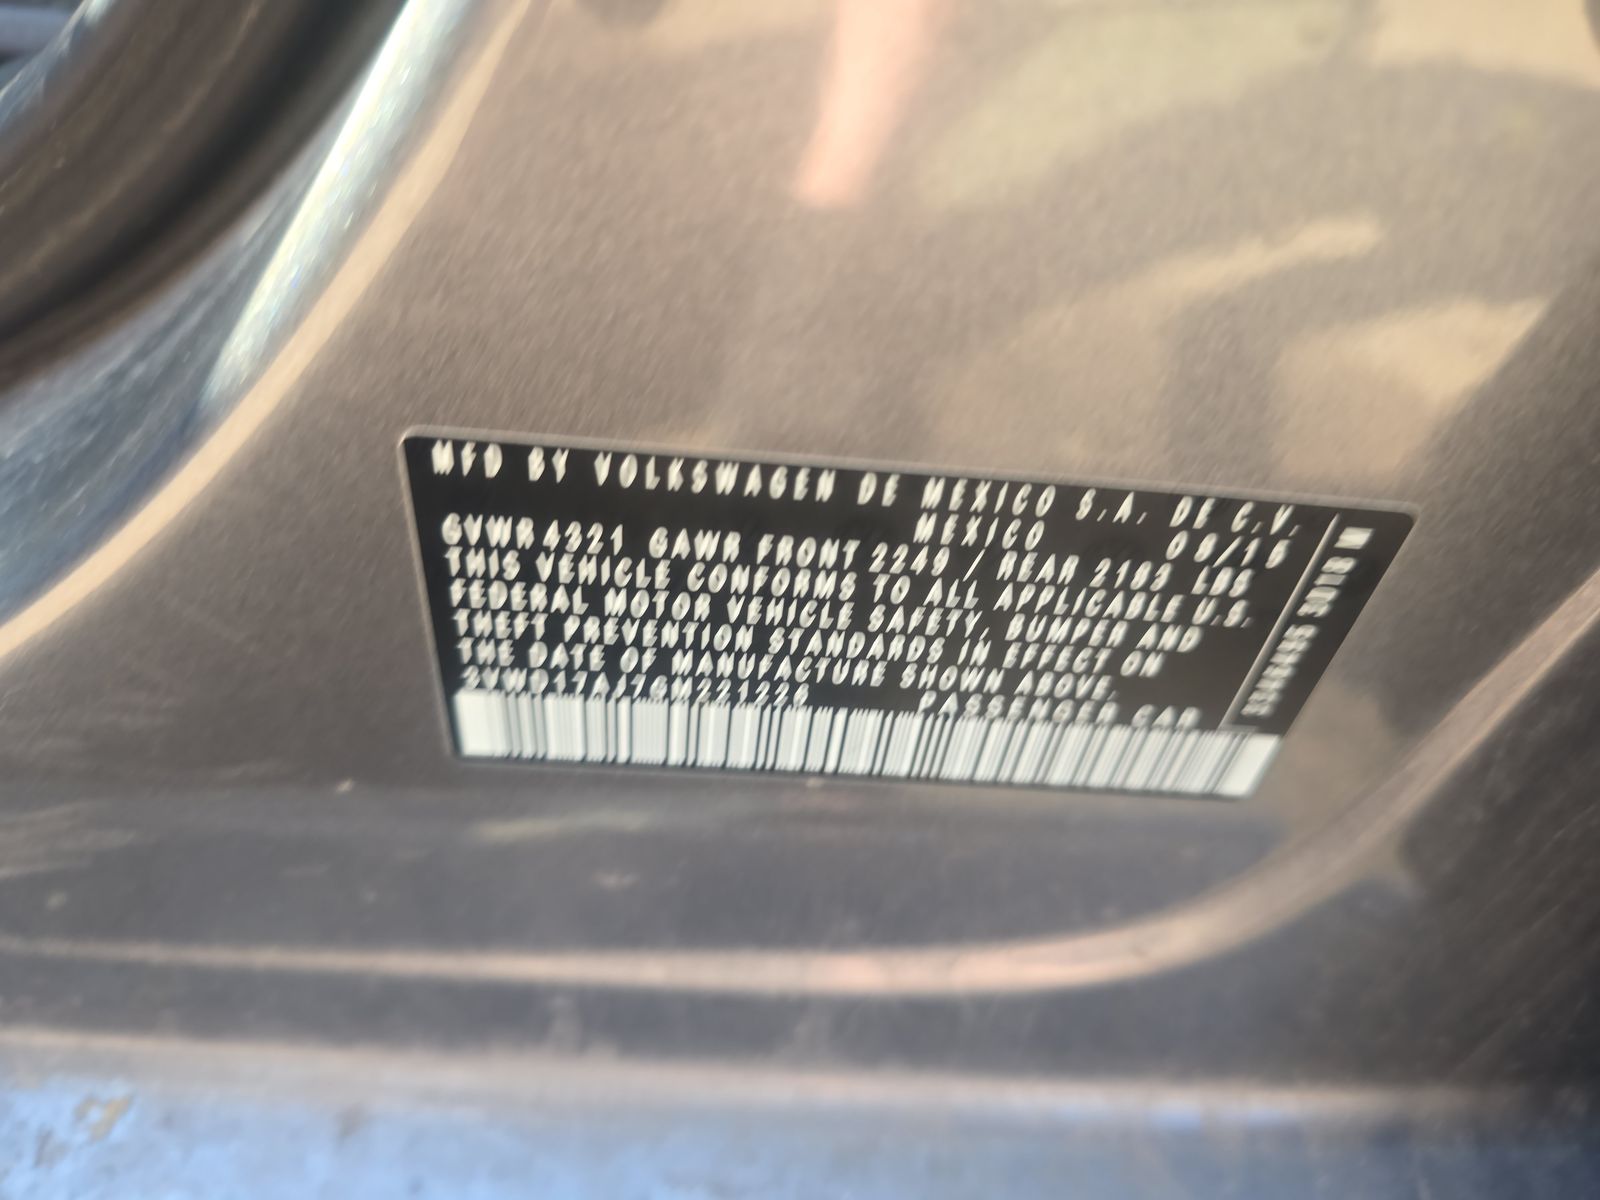 MFD BY VOLKSWAGEN DE MEXICO S.A. DE C.V.
MEXICO 08/15
GVWR 4321 GAWR FRONT 2249 / REAR 2183 LBS
THIS VEHICLE CONFORMS TO ALL APPLICABLE U.S.
FEDERAL MOTOR VEHICLE SAFETY, BUMPER AND
THEFT PREVENTION STANDARDS IN EFFECT ON
THE DATE OF MANUFACTURE SHOWN ABOVE.
PASSENGER CAR